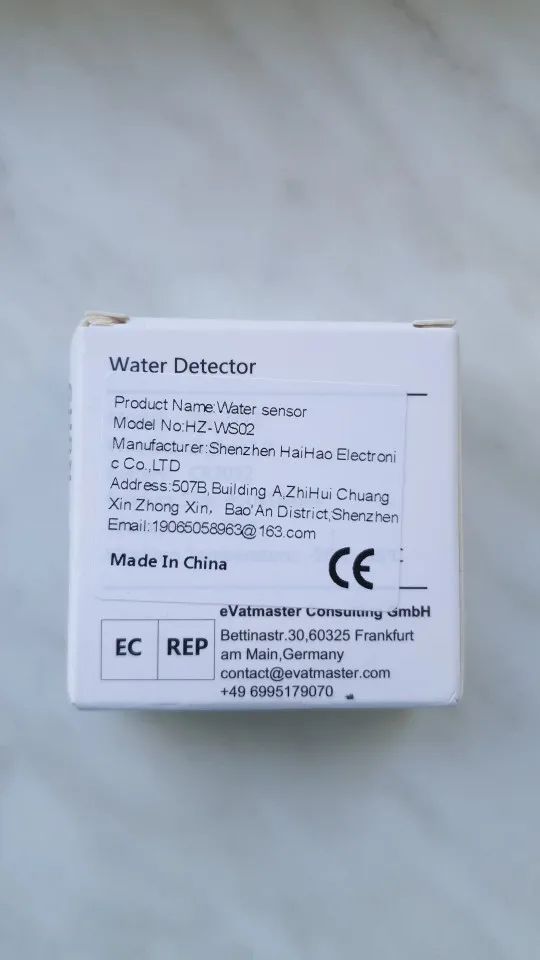 Water Detector
Product Name:Water sensor
Model No:HZ-WS02
Manufacturer:Shenzhen HaiHao Electroni
c Co.,LTD
Address:507B,Building A,ZhiHui Chuang
Xin Zhong Xin, Bao'An District,Shenzhen
Email:19065058963@163.com
Made In China
CE
eVatmaster Consulting GmbH
EC REP
Bettinastr.30,60325 Frankfurt
am Main,Germany
contact@evatmaster.com
+49 6995179070